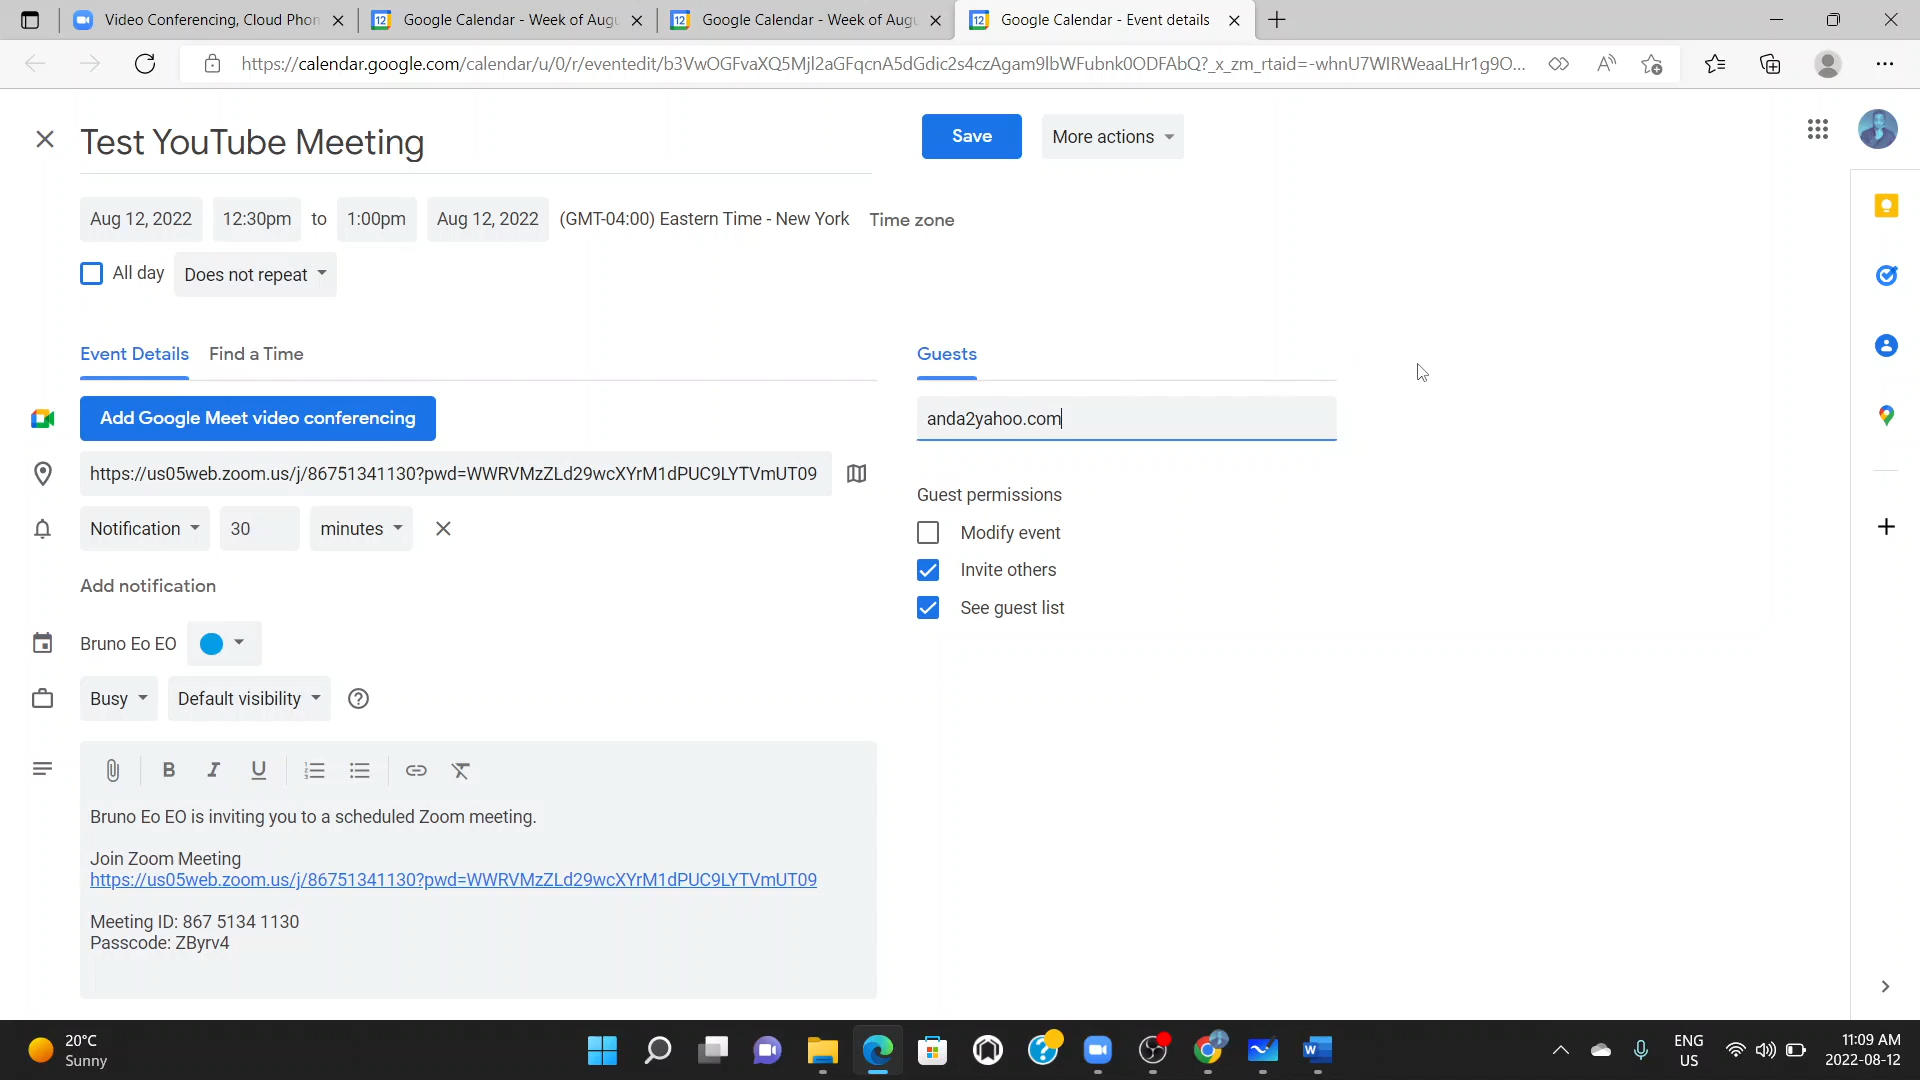 Video Conferencing, Cloud Phon
Google Calendar - Week of Augu
Google Calendar - Week of Augu
Google Calendar - Event details
https://calendar.google.com/calendar/u/0/r/eventedit/b3VwOGFvaXQ5MjI2aGFqcnA5dGdic2s4czAgam9lbWFubnk0ODFAbQ?_x_zm_rtaid=-whnU7WIRWeaaLHr1g9O...
Test YouTube Meeting
Save
More actions
Aug 12, 2022 12:30pm to 1:00pm Aug 12, 2022 (GMT-04:00) Eastern Time - New York Time zone
All day Does not repeat
Event Details Find a Time
Guests
Add Google Meet video conferencing
anda2yahoo.com
https://us05web.zoom.us/j/86751341130?pwd=WWRVMzZLd29wcXYrM1dPUC9LYTVmUT09
Guest permissions
Notification 30 minutes
Modify event
Invite others
Add notification
See guest list
Bruno Eo EO
Busy Default visibility
Bruno Eo EO is inviting you to a scheduled Zoom meeting.
Join Zoom Meeting
https://us05web.zoom.us/j/86751341130?pwd=WWRVMzZLd29wcXYrM1dPUC9LYTVmUT09
Meeting ID: 867 5134 1130
Passcode: ZByrv4
20°C
Sunny
ENG
US
11:09 AM
2022-08-12